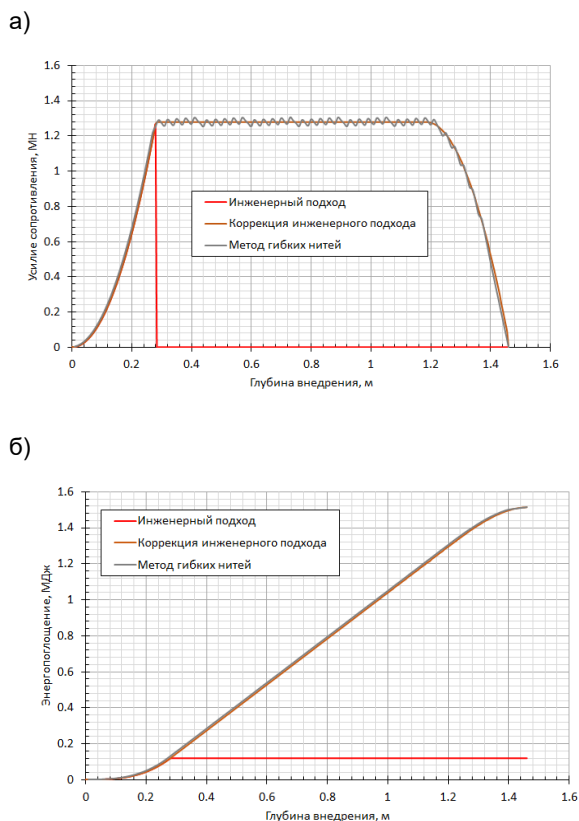 а)
1.6
1.4
1.2
1
0.8
0.6
0.4
0.2
0
Усилие сопротивления, МН
Инженерный подход
Коррекция инженерного подхода
Метод гибких нитей
0 0.2 0.4 0.6 0.8 1 1.2 1.4 1.6
Глубина внедрения, м
б)
1.6
1.4
1.2
1
0.8
0.6
0.4
0.2
0
Энергопоглощение, МДж
Инженерный подход
Коррекция инженерного подхода
Метод гибких нитей
0 0.2 0.4 0.6 0.8 1 1.2 1.4 1.6
Глубина внедрения, м